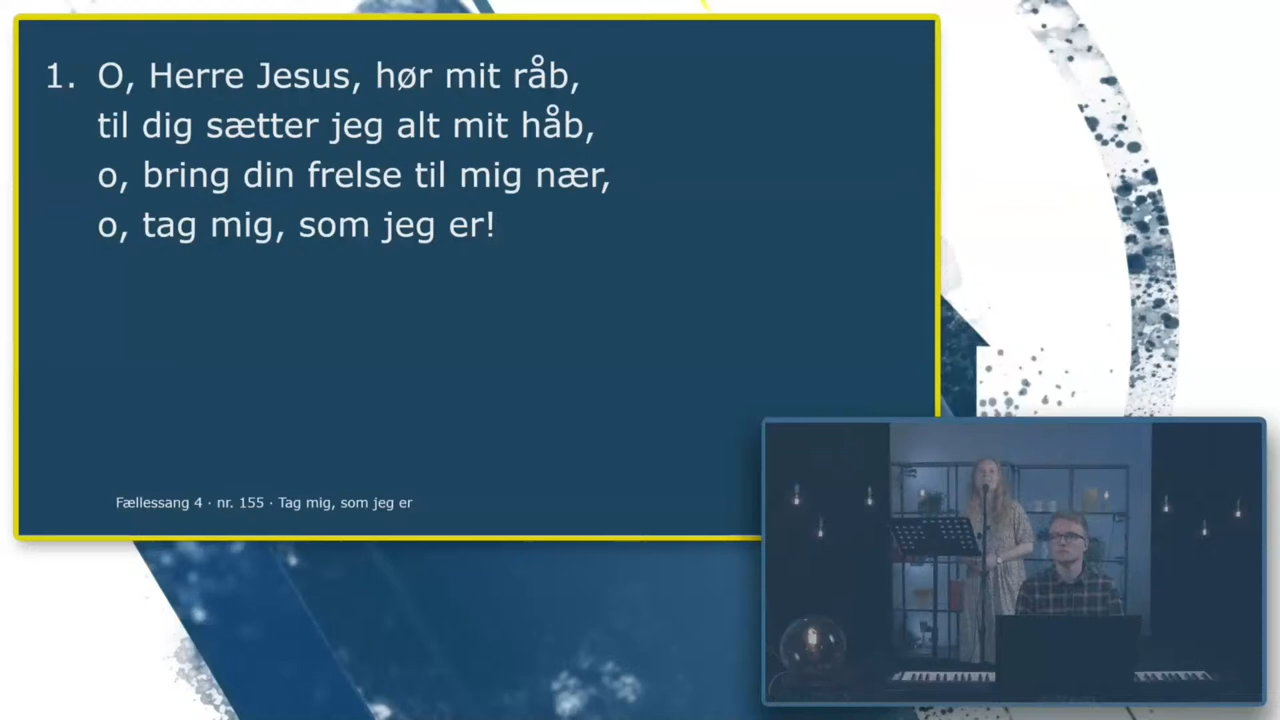 1. O, Herre Jesus, hør mit råb,
til dig sætter jeg alt mit håb,
o, bring din frelse til mig nær,
o, tag mig, som jeg er!
Fællessang 4 · nr. 155 · Tag mig, som jeg er